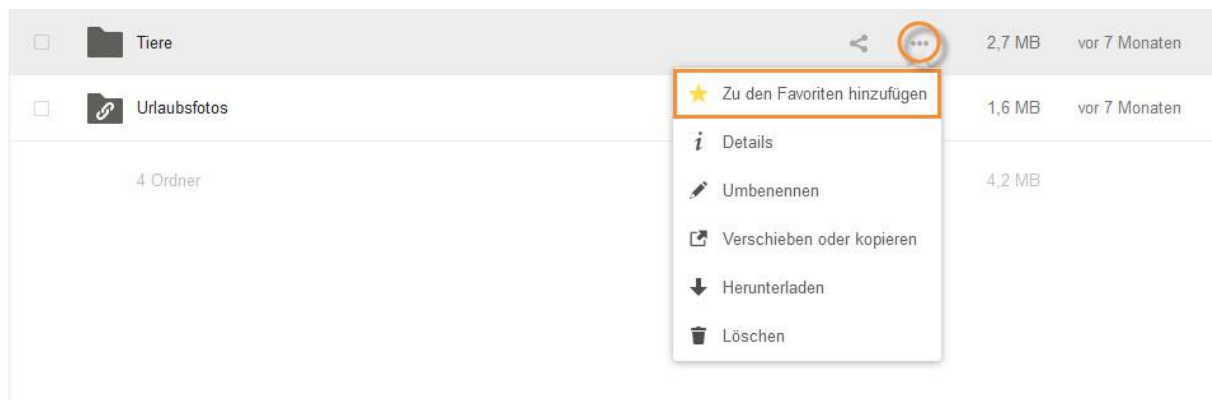 Tiere 2,7 MB vor 7 Monaten
Zu den Favoriten hinzufügen
Urlaubsfotos 1,6 MB vor 7 Monaten
Details
4 Ordner 4,2 MB
Umbenennen
Verschieben oder kopieren
Herunterladen
Löschen